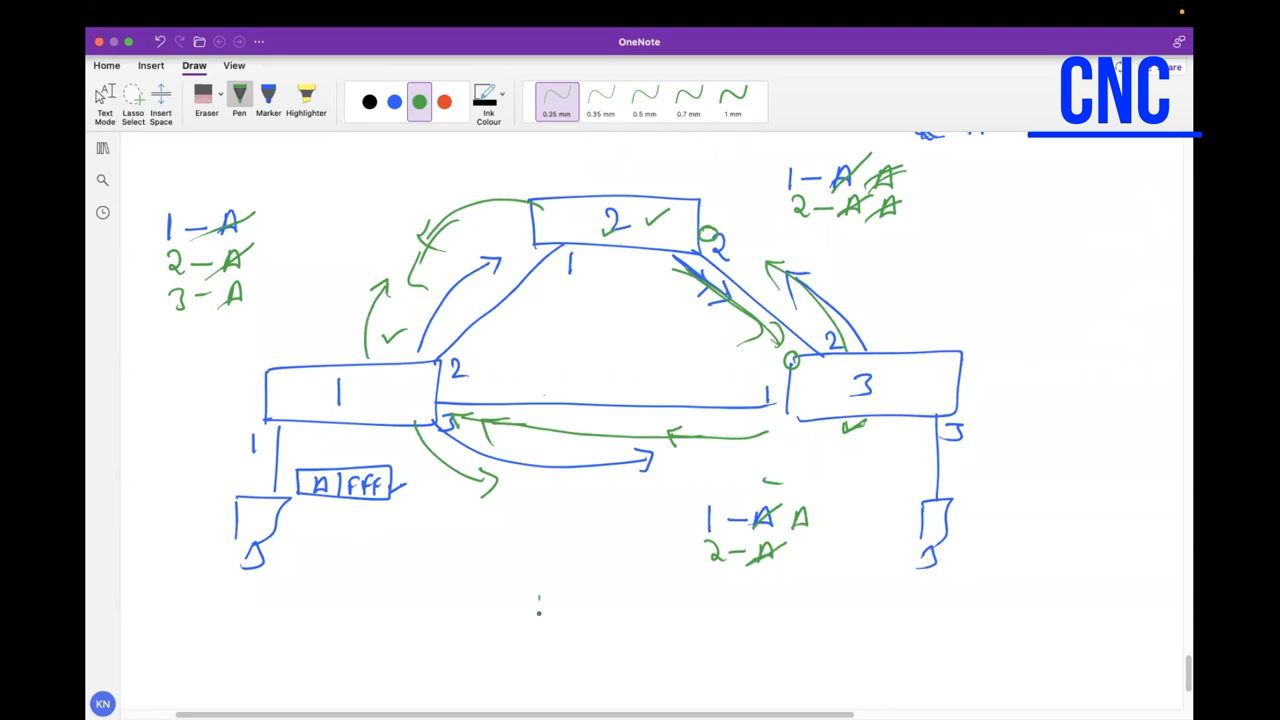 OneNote
Home Insert Draw View
Text Mode
Lasso Select
Insert Space
Eraser
Pen
Marker
Highlighter
0.25 mm
0.35 mm
0.5 mm
0.7 mm
1 mm
Ink Colour
CNC
1 - A A
2 - A A
1 - A
2 - A
3 - A
2
2
1
2
1
2
1
3
3
1
3
A FFF
1 - A A
2 - A
KN